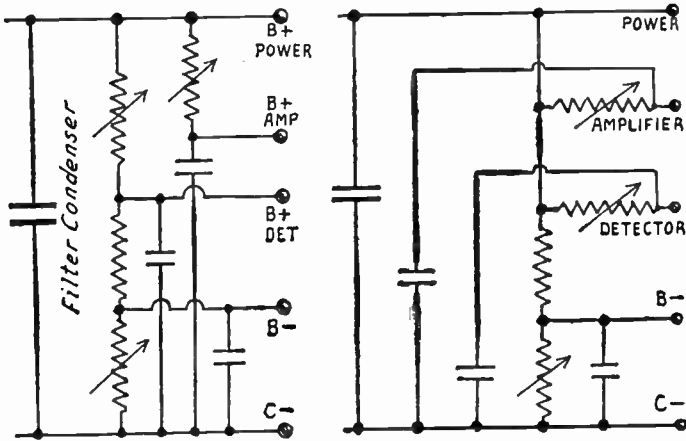 B+
POWER
B+
AMP
Filter Condenser
B+
DET
B-
C-
POWER
AMPLIFIER
DETECTOR
B-
C-